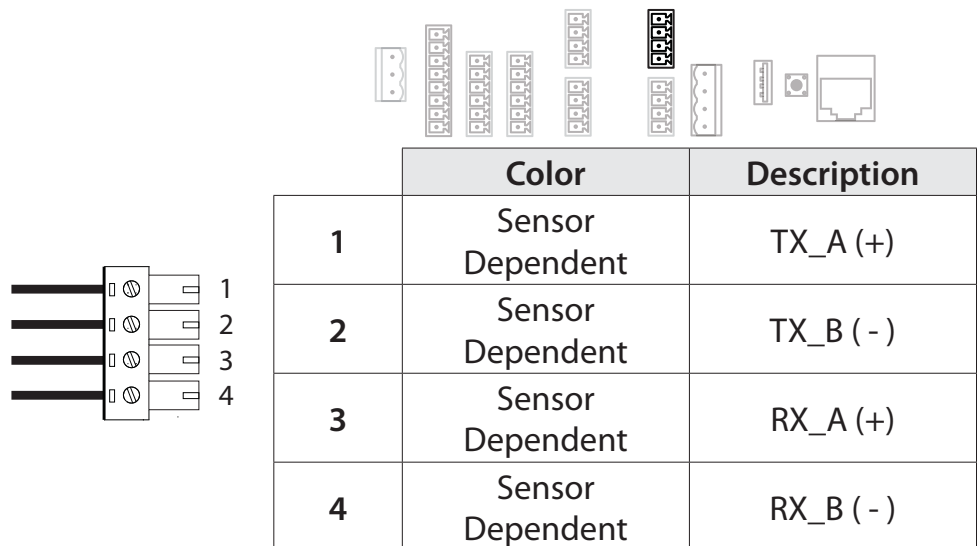 Color Description
1 Sensor Dependent TX_A (+)
2 Sensor Dependent TX_B ( - )
3 Sensor Dependent RX_A (+)
4 Sensor Dependent RX_B ( - )
1
2
3
4